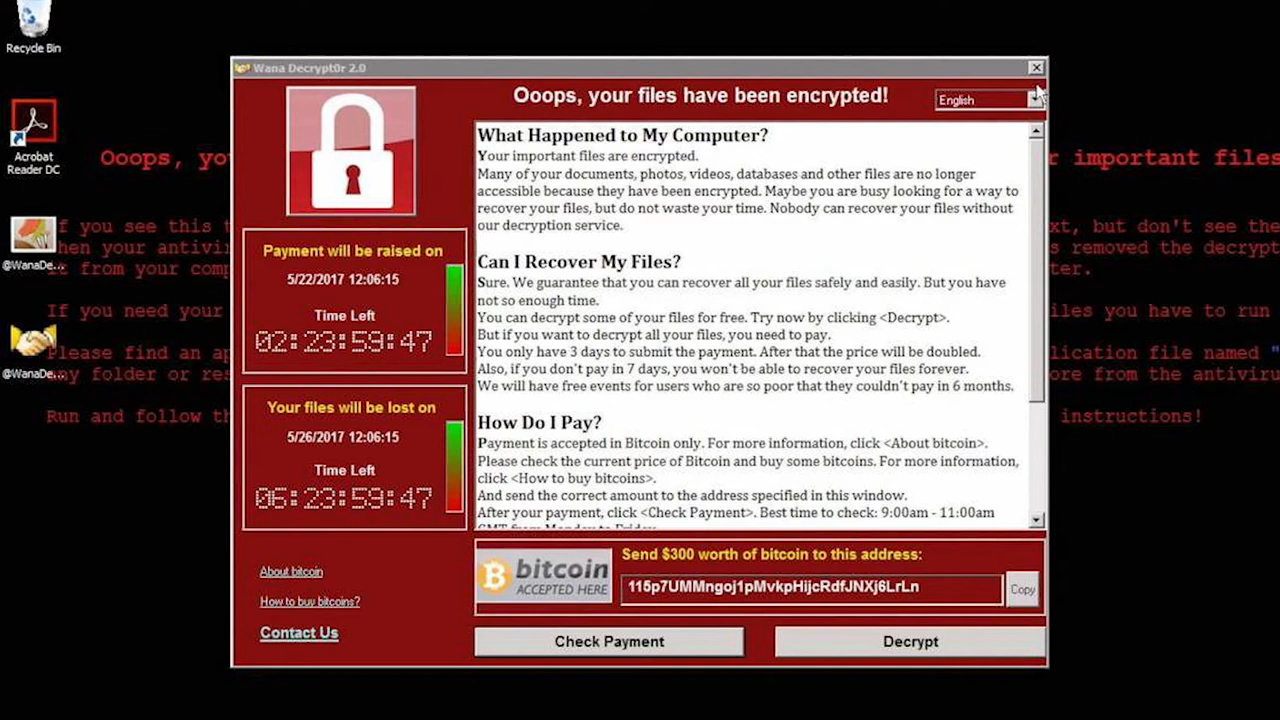 Recycle Bin
Acrobat
Reader DC
@WanaDe...
@WanaDe...
Ooops, yo
r important files
f you see this t
xt, but don't see the
hen your antivi
s removed the decrypt
t from your comp
ter.
If you need your
iles you have to run
Please find an ap
lication file named "
ny folder or res
ore from the antiviru
Run and follow th
instructions!
Wana Decrypt0r 2.0
Ooops, your files have been encrypted!
English
Payment will be raised on
5/22/2017 12:06:15
Time Left
02:23:59:47
Your files will be lost on
5/26/2017 12:06:15
Time Left
06:23:59:47
About bitcoin
How to buy bitcoins?
Contact Us
What Happened to My Computer?
Your important files are encrypted.
Many of your documents, photos, videos, databases and other files are no longer
accessible because they have been encrypted. Maybe you are busy looking for a way to
recover your files, but do not waste your time. Nobody can recover your files without
our decryption service.
Can I Recover My Files?
Sure. We guarantee that you can recover all your files safely and easily. But you have
not so enough time.
You can decrypt some of your files for free. Try now by clicking <Decrypt>.
But if you want to decrypt all your files, you need to pay.
You only have 3 days to submit the payment. After that the price will be doubled.
Also, if you don't pay in 7 days, you won't be able to recover your files forever.
We will have free events for users who are so poor that they couldn't pay in 6 months.
How Do I Pay?
Payment is accepted in Bitcoin only. For more information, click <About bitcoin>.
Please check the current price of Bitcoin and buy some bitcoins. For more information,
click <How to buy bitcoins>.
And send the correct amount to the address specified in this window.
After your payment, click <Check Payment>. Best time to check: 9:00am - 11:00am
GMT from Monday to Friday.
bitcoin
ACCEPTED HERE
Send $300 worth of bitcoin to this address:
115p7UMMngoj1pMvkpHijcRdfJNXj6LrLn
Copy
Check Payment
Decrypt